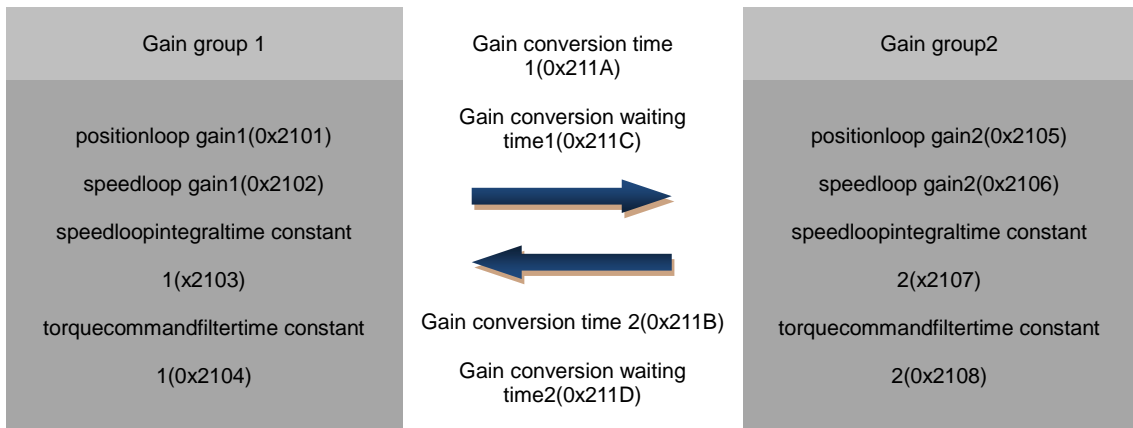 Gain group 1
positionloop gain1(0x2101)
speedloop gain1(0x2102)
speedloopintegraltime constant
1(x2103)
torquecommandfiltertime constant
1(0x2104)
Gain conversion time
1(0x211A)
Gain conversion waiting
time1(0x211C)
Gain conversion time 2(0x211B)
Gain conversion waiting
time2(0x211D)
Gain group2
positionloop gain2(0x2105)
speedloop gain2(0x2106)
speedloopintegraltime constant
2(x2107)
torquecommandfiltertime constant
2(0x2108)